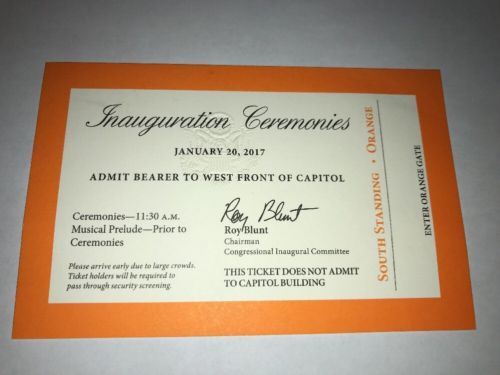 Inauguration Ceremonies
JANUARY 20, 2017
ADMIT BEARER TO WEST FRONT OF CAPITOL
Ceremonies—11:30 A.M.
Musical Prelude—Prior to
Ceremonies
Please arrive early due to large crowds.
Ticket holders will be required to
pass through security screening.
Roy Blunt
Roy Blunt
Chairman
Congressional Inaugural Committee
THIS TICKET DOES NOT ADMIT
TO CAPITOL BUILDING
SOUTH STANDING • ORANGE
ENTER ORANGE GATE